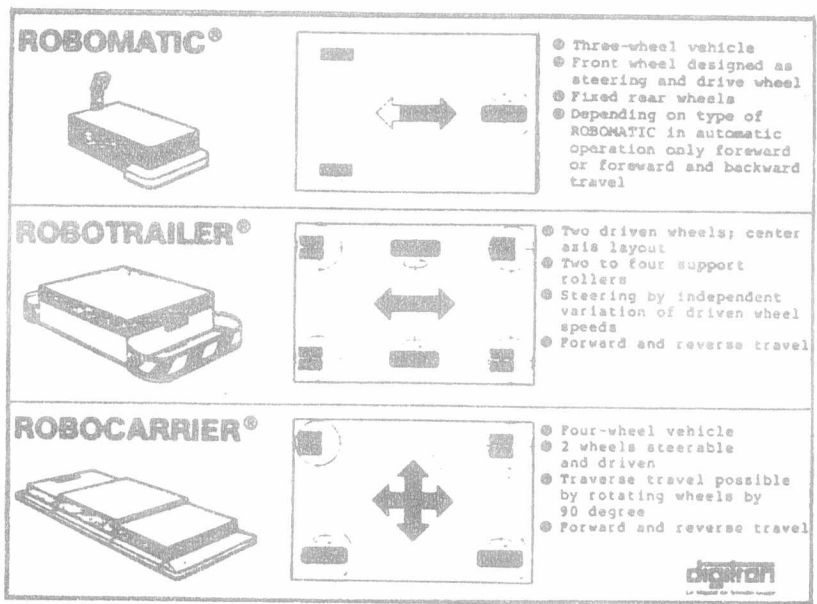 ROBOMATIC®
Three-wheel vehicle
Front wheel designed as
steering and drive wheel
Fixed rear wheels
Depending on type of
ROBOMATIC in automatic
operation only foreward
or foreward and backward
travel
ROBOTRAILER®
Two driven wheels; center
axis layout
Two to four support
rollers
Steering by independent
variation of driven wheel
speeds
Forward and reverse travel
ROBOCARRIER®
Four-wheel vehicle
2 wheels steerable
and driven
Traverse travel possible
by rotating wheels by
90 degree
Forward and reverse travel
digitron